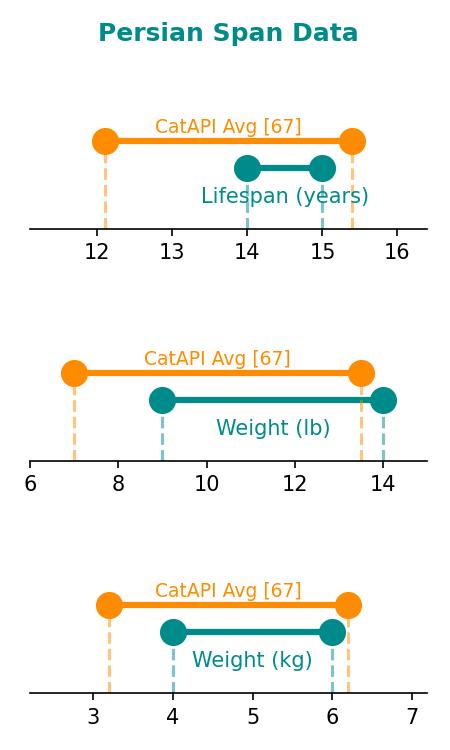 Persian Span Data
CatAPI Avg [67]
Lifespan (years)
12 13 14 15 16
CatAPI Avg [67]
Weight (lb)
6 8 10 12 14
CatAPI Avg [67]
Weight (kg)
3 4 5 6 7